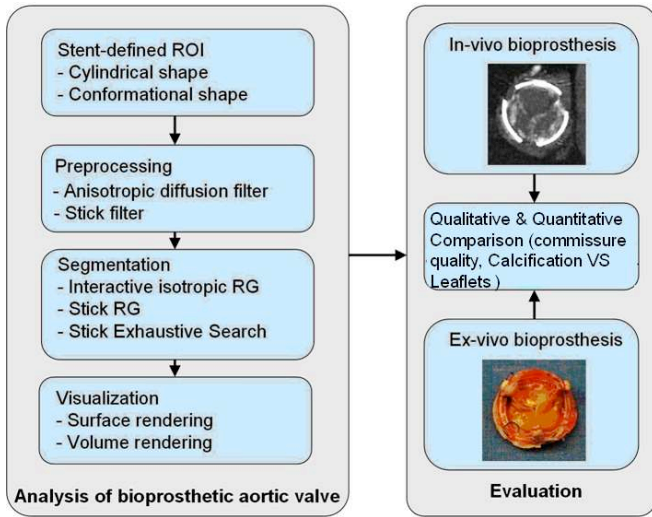 Stent-defined ROI
- Cylindrical shape
- Conformational shape
Preprocessing
- Anisotropic diffusion filter
- Stick filter
Segmentation
- Interactive isotropic RG
- Stick RG
- Stick Exhaustive Search
Visualization
- Surface rendering
- Volume rendering
Analysis of bioprosthetic aortic valve
In-vivo bioprosthesis
Qualitative & Quantitative
Comparison (commissure
quality, Calcification VS
Leaflets)
Ex-vivo bioprosthesis
Evaluation